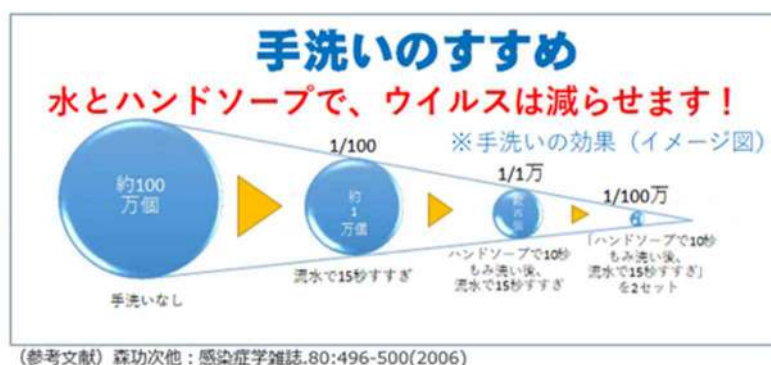 手洗いのすすめ
水とハンドソープで、ウイルスは減らせます！
※手洗いの効果（イメージ図）
約100
万個
手洗いなし
1/100
約
1
万個
流水で15秒すすぎ
1/1万
ハンドソープで10秒
もみ洗い後、
流水で15秒すすぎ
1/100万
「ハンドソープで10秒
もみ洗い後、
流水で15秒すすぎ」
を2セット
（参考文献）森功次他：感染症学雑誌.80:496-500(2006)